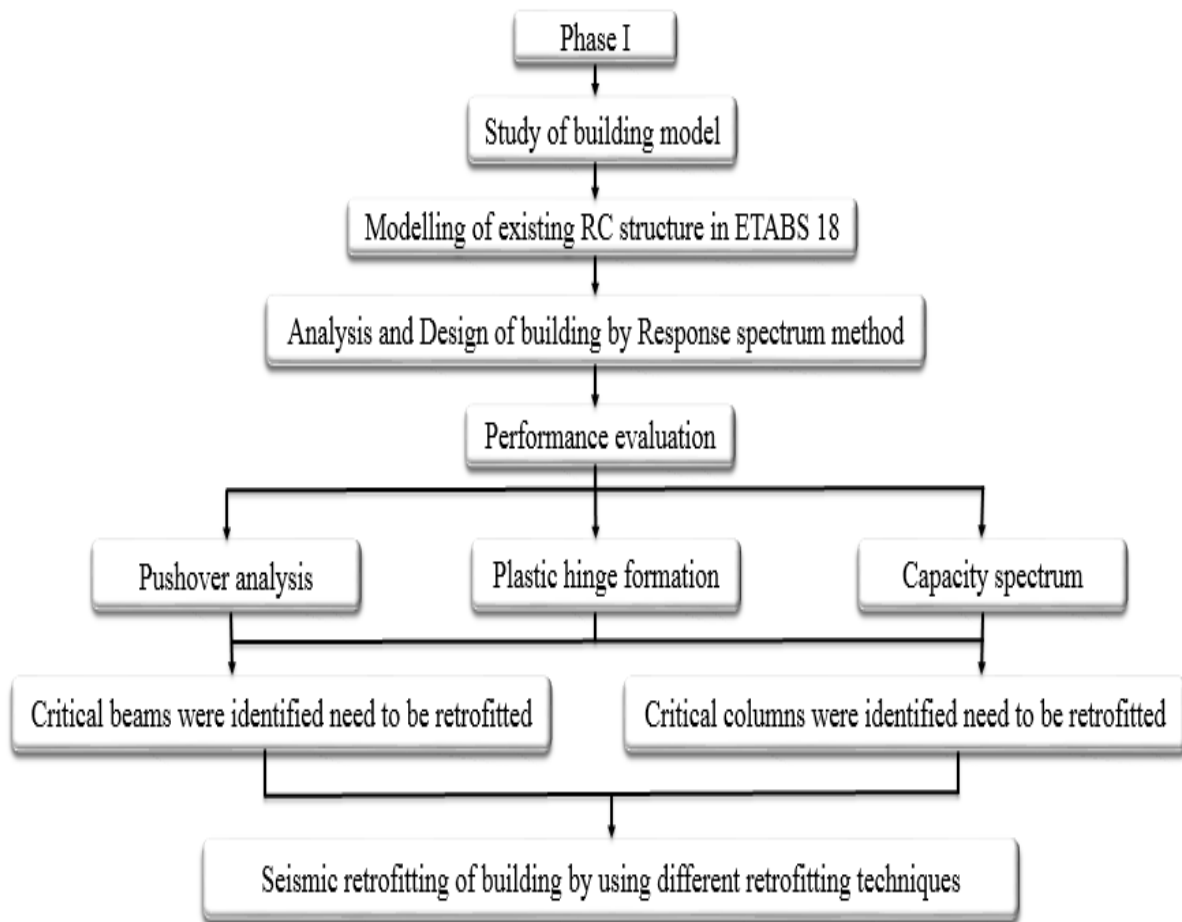 Phase I
Study of building model
Modelling of existing RC structure in ETABS 18
Analysis and Design of building by Response spectrum method
Performance evaluation
Pushover analysis
Plastic hinge formation
Capacity spectrum
Critical beams were identified need to be retrofitted
Critical columns were identified need to be retrofitted
Seismic retrofitting of building by using different retrofitting techniques